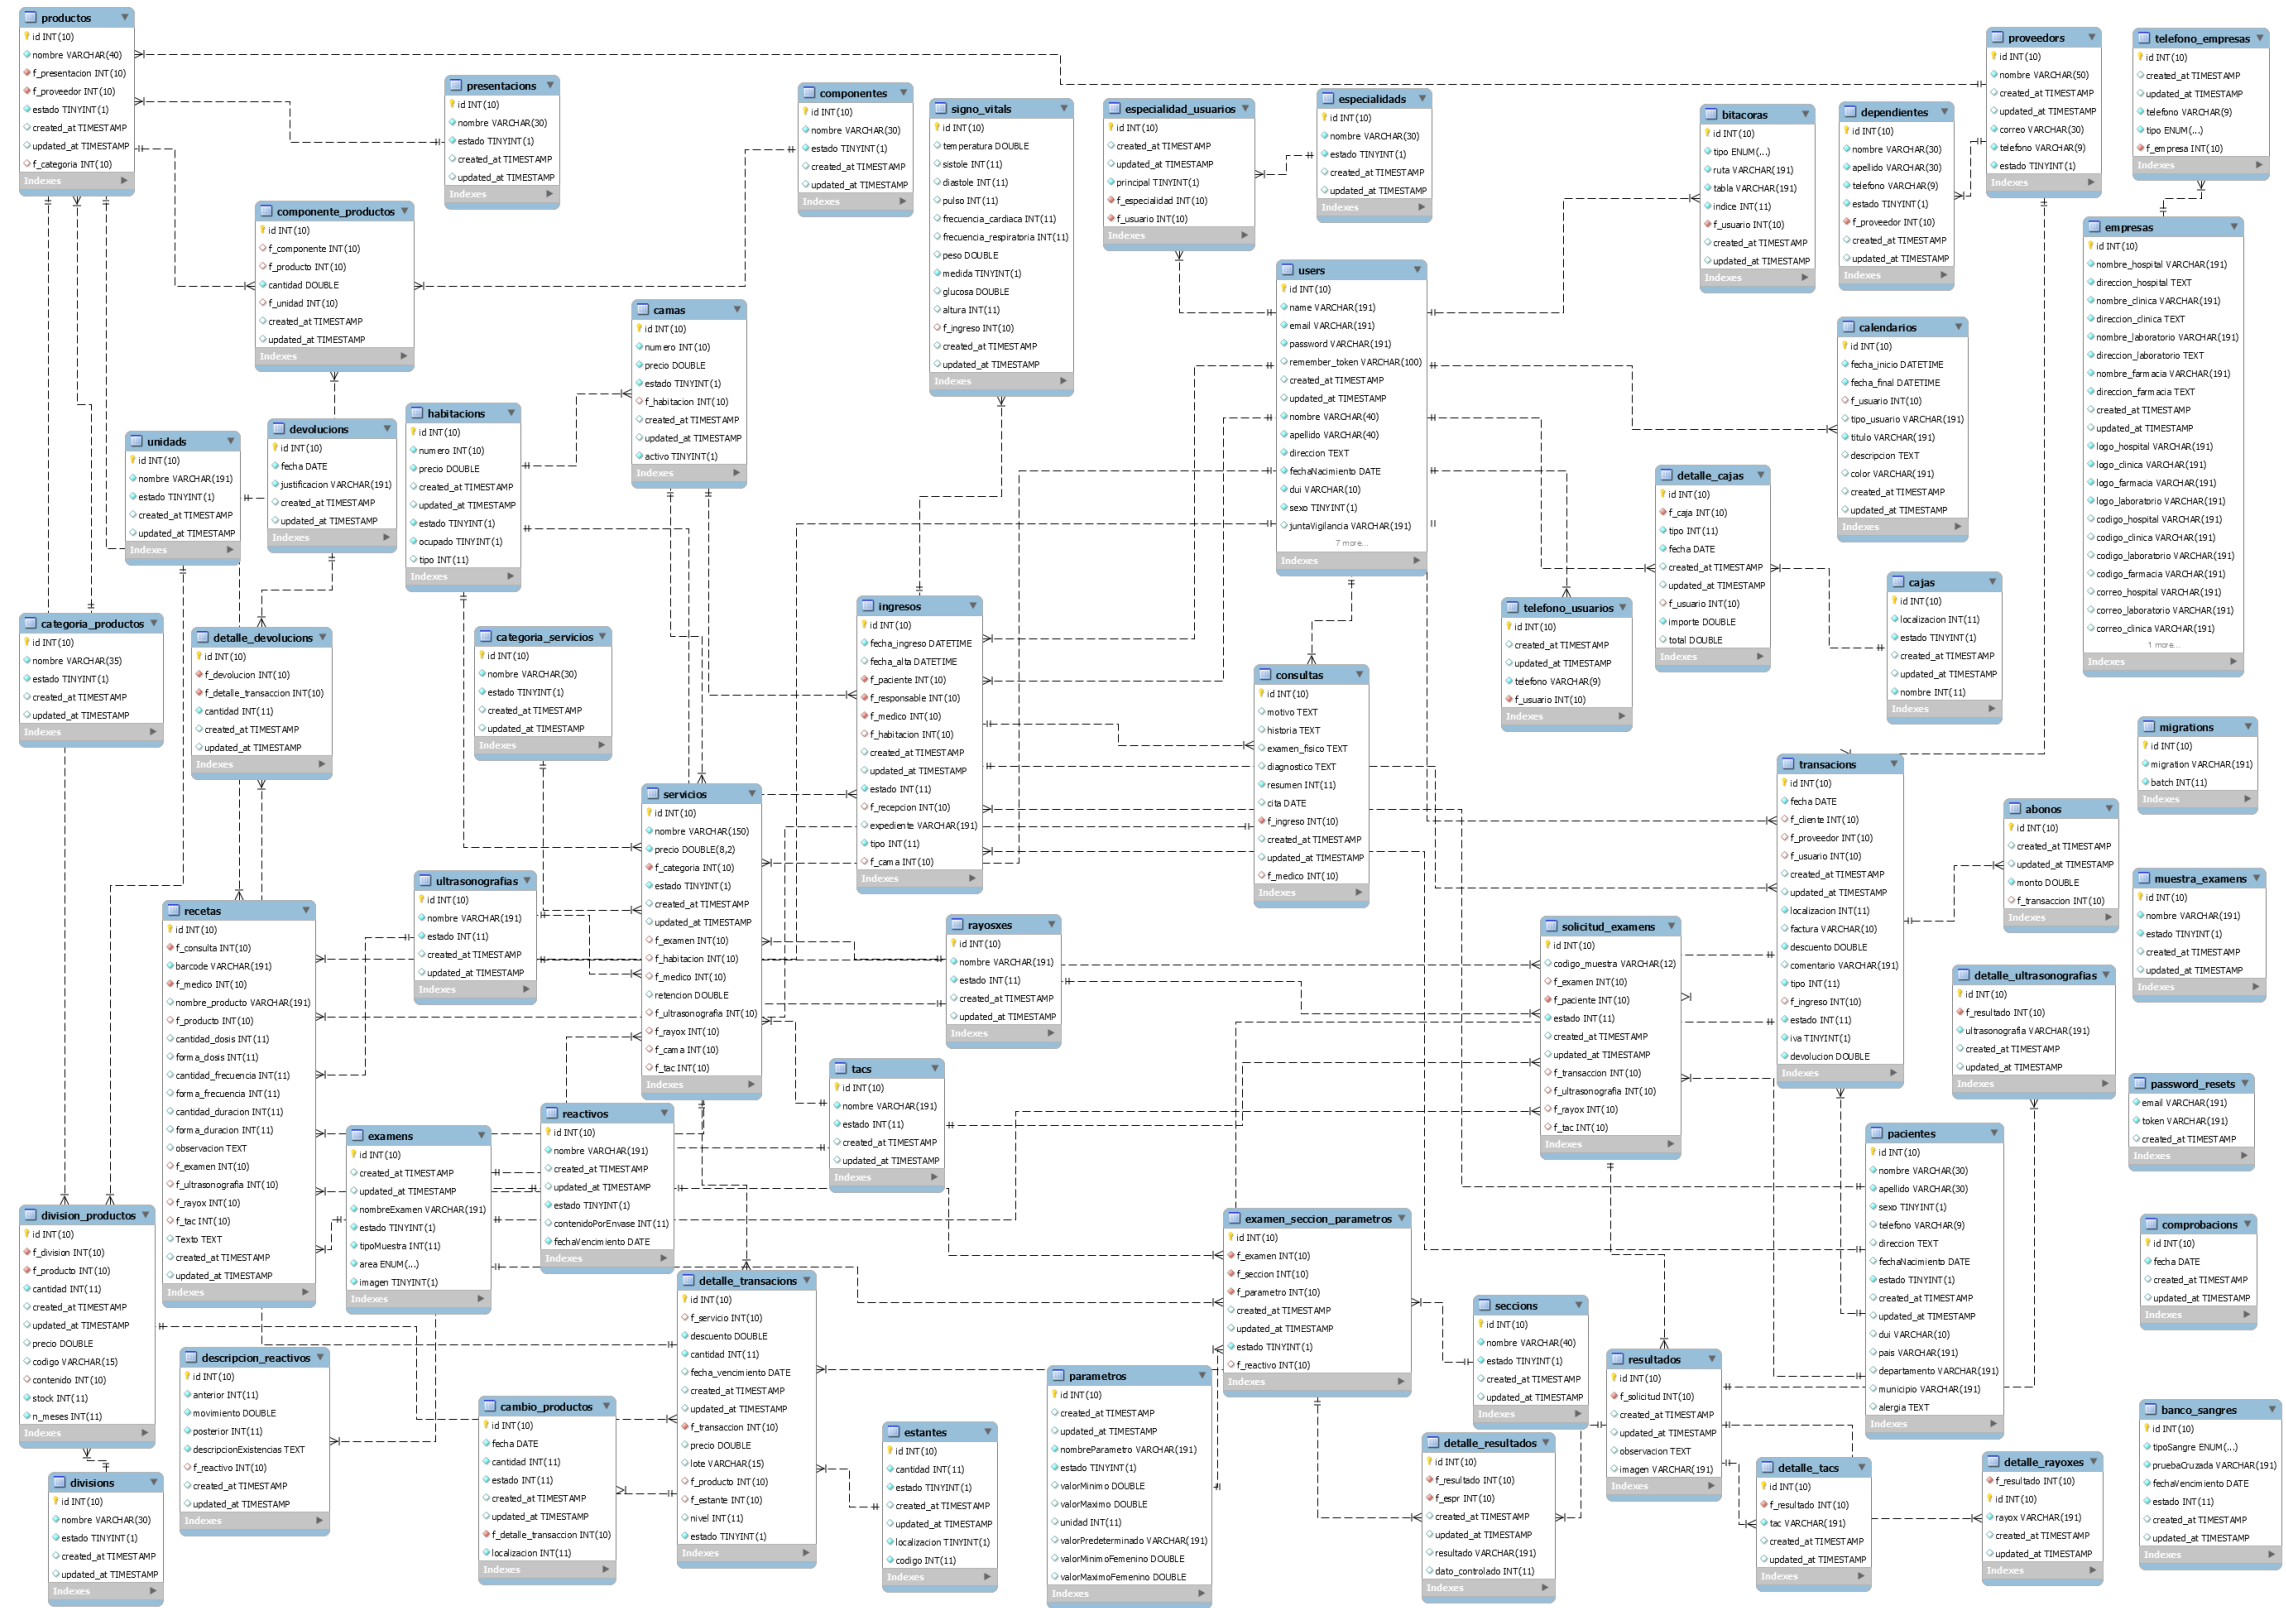 productos
id INT(10)
nombre VARCHAR(40)
f_presentacion INT(10)
f_proveedor INT(10)
estado TINYINT(1)
created_at TIMESTAMP
updated_at TIMESTAMP
f_categoria INT(10)
Indexes
presentacions
id INT(10)
nombre VARCHAR(30)
estado TINYINT(1)
created_at TIMESTAMP
updated_at TIMESTAMP
Indexes
componentes
id INT(10)
nombre VARCHAR(30)
estado TINYINT(1)
created_at TIMESTAMP
updated_at TIMESTAMP
Indexes
signo_vitals
id INT(10)
temperatura DOUBLE
sistole INT(11)
diastole INT(11)
pulso INT(11)
frecuencia_cardiaca INT(11)
frecuencia_respiratoria INT(11)
peso DOUBLE
medida TINYINT(1)
glucosa DOUBLE
altura INT(11)
f_ingreso INT(10)
created_at TIMESTAMP
updated_at TIMESTAMP
Indexes
especialidad_usuarios
id INT(10)
created_at TIMESTAMP
updated_at TIMESTAMP
principal TINYINT(1)
f_especialidad INT(10)
f_usuario INT(10)
Indexes
especialidads
id INT(10)
nombre VARCHAR(30)
estado TINYINT(1)
created_at TIMESTAMP
updated_at TIMESTAMP
Indexes
bitacoras
id INT(10)
tipo ENUM(...)
ruta VARCHAR(191)
tabla VARCHAR(191)
indice INT(11)
f_usuario INT(10)
created_at TIMESTAMP
updated_at TIMESTAMP
Indexes
dependientes
id INT(10)
nombre VARCHAR(30)
apellido VARCHAR(30)
telefono VARCHAR(9)
estado TINYINT(1)
f_proveedor INT(10)
created_at TIMESTAMP
updated_at TIMESTAMP
Indexes
proveedors
id INT(10)
nombre VARCHAR(50)
created_at TIMESTAMP
updated_at TIMESTAMP
correo VARCHAR(30)
telefono VARCHAR(9)
estado TINYINT(1)
Indexes
telefono_empresas
id INT(10)
created_at TIMESTAMP
updated_at TIMESTAMP
telefono VARCHAR(9)
tipo ENUM(...)
f_empresa INT(10)
Indexes
componente_productos
id INT(10)
f_componente INT(10)
f_producto INT(10)
cantidad DOUBLE
f_unidad INT(10)
created_at TIMESTAMP
updated_at TIMESTAMP
Indexes
camas
id INT(10)
numero INT(10)
precio DOUBLE
estado TINYINT(1)
f_habitacion INT(10)
created_at TIMESTAMP
updated_at TIMESTAMP
activo TINYINT(1)
Indexes
users
id INT(10)
name VARCHAR(191)
email VARCHAR(191)
password VARCHAR(191)
remember_token VARCHAR(100)
created_at TIMESTAMP
updated_at TIMESTAMP
nombre VARCHAR(40)
apellido VARCHAR(40)
direccion TEXT
fechaNacimiento DATE
dui VARCHAR(10)
sexo TINYINT(1)
juntaVigilancia VARCHAR(191)
7 more...
Indexes
calendarios
id INT(10)
fecha_inicio DATETIME
fecha_final DATETIME
f_usuario INT(10)
tipo_usuario VARCHAR(191)
titulo VARCHAR(191)
descripcion TEXT
color VARCHAR(191)
created_at TIMESTAMP
updated_at TIMESTAMP
Indexes
empresas
id INT(10)
nombre_hospital VARCHAR(191)
direccion_hospital TEXT
nombre_clinica VARCHAR(191)
direccion_clinica TEXT
nombre_laboratorio VARCHAR(191)
direccion_laboratorio TEXT
nombre_farmacia VARCHAR(191)
direccion_farmacia TEXT
created_at TIMESTAMP
updated_at TIMESTAMP
logo_hospital VARCHAR(191)
logo_clinica VARCHAR(191)
logo_farmacia VARCHAR(191)
logo_laboratorio VARCHAR(191)
codigo_hospital VARCHAR(191)
codigo_clinica VARCHAR(191)
codigo_laboratorio VARCHAR(191)
codigo_farmacia VARCHAR(191)
correo_hospital VARCHAR(191)
correo_laboratorio VARCHAR(191)
correo_clinica VARCHAR(191)
1 more...
Indexes
unidads
id INT(10)
nombre VARCHAR(191)
estado TINYINT(1)
created_at TIMESTAMP
updated_at TIMESTAMP
Indexes
devolucions
id INT(10)
fecha DATE
justificacion VARCHAR(191)
created_at TIMESTAMP
updated_at TIMESTAMP
Indexes
habitacions
id INT(10)
numero INT(10)
precio DOUBLE
created_at TIMESTAMP
updated_at TIMESTAMP
estado TINYINT(1)
ocupado TINYINT(1)
tipo INT(11)
Indexes
detalle_cajas
id INT(10)
f_caja INT(10)
tipo INT(11)
fecha DATE
created_at TIMESTAMP
updated_at TIMESTAMP
f_usuario INT(10)
importe DOUBLE
total DOUBLE
Indexes
cajas
id INT(10)
localizacion INT(11)
estado TINYINT(1)
created_at TIMESTAMP
updated_at TIMESTAMP
nombre INT(11)
Indexes
telefono_usuarios
id INT(10)
created_at TIMESTAMP
updated_at TIMESTAMP
telefono VARCHAR(9)
f_usuario INT(10)
Indexes
categoria_productos
id INT(10)
nombre VARCHAR(35)
estado TINYINT(1)
created_at TIMESTAMP
updated_at TIMESTAMP
Indexes
detalle_devolucions
id INT(10)
f_devolucion INT(10)
f_detalle_transaccion INT(10)
cantidad INT(11)
created_at TIMESTAMP
updated_at TIMESTAMP
Indexes
categoria_servicios
id INT(10)
nombre VARCHAR(30)
estado TINYINT(1)
created_at TIMESTAMP
updated_at TIMESTAMP
Indexes
ingresos
id INT(10)
fecha_ingreso DATETIME
fecha_alta DATETIME
f_paciente INT(10)
f_responsable INT(10)
f_medico INT(10)
f_habitacion INT(10)
created_at TIMESTAMP
updated_at TIMESTAMP
estado INT(11)
f_recepcion INT(10)
expediente VARCHAR(191)
tipo INT(11)
f_cama INT(10)
Indexes
consultas
id INT(10)
motivo TEXT
historia TEXT
examen_fisico TEXT
diagnostico TEXT
resumen INT(11)
cita DATE
f_ingreso INT(10)
created_at TIMESTAMP
updated_at TIMESTAMP
f_medico INT(10)
Indexes
servicios
id INT(10)
nombre VARCHAR(150)
precio DOUBLE(8,2)
f_categoria INT(10)
estado TINYINT(1)
created_at TIMESTAMP
updated_at TIMESTAMP
f_examen INT(10)
f_habitacion INT(10)
f_medico INT(10)
retencion DOUBLE
f_ultrasonografia INT(10)
f_rayox INT(10)
f_cama INT(10)
f_tac INT(10)
Indexes
transacions
id INT(10)
fecha DATE
f_cliente INT(10)
f_proveedor INT(10)
f_usuario INT(10)
created_at TIMESTAMP
updated_at TIMESTAMP
localizacion INT(11)
factura VARCHAR(10)
descuento DOUBLE
comentario VARCHAR(191)
tipo INT(11)
f_ingreso INT(10)
estado INT(11)
iva TINYINT(1)
devolucion DOUBLE
Indexes
migrations
id INT(10)
migration VARCHAR(191)
batch INT(11)
Indexes
abonos
id INT(10)
created_at TIMESTAMP
updated_at TIMESTAMP
monto DOUBLE
f_transaccion INT(10)
Indexes
muestra_examens
id INT(10)
nombre VARCHAR(191)
estado TINYINT(1)
created_at TIMESTAMP
updated_at TIMESTAMP
Indexes
recetas
id INT(10)
f_consulta INT(10)
barcode VARCHAR(191)
f_medico INT(10)
nombre_producto VARCHAR(191)
f_producto INT(10)
cantidad_dosis INT(11)
forma_dosis INT(11)
cantidad_frecuencia INT(11)
forma_frecuencia INT(11)
cantidad_duracion INT(11)
forma_duracion INT(11)
observacion TEXT
f_examen INT(10)
f_ultrasonografia INT(10)
f_rayox INT(10)
f_tac INT(10)
Texto TEXT
created_at TIMESTAMP
updated_at TIMESTAMP
Indexes
ultrasonografias
id INT(10)
nombre VARCHAR(191)
estado INT(11)
created_at TIMESTAMP
updated_at TIMESTAMP
Indexes
rayosxes
id INT(10)
nombre VARCHAR(191)
estado INT(11)
created_at TIMESTAMP
updated_at TIMESTAMP
Indexes
solicitud_examens
id INT(10)
codigo_muestra VARCHAR(12)
f_examen INT(10)
f_paciente INT(10)
estado INT(11)
created_at TIMESTAMP
updated_at TIMESTAMP
f_transaccion INT(10)
f_ultrasonografia INT(10)
f_rayox INT(10)
f_tac INT(10)
Indexes
detalle_ultrasonografias
id INT(10)
f_resultado INT(10)
ultrasonografia VARCHAR(191)
created_at TIMESTAMP
updated_at TIMESTAMP
Indexes
tacs
id INT(10)
nombre VARCHAR(191)
estado INT(11)
created_at TIMESTAMP
updated_at TIMESTAMP
Indexes
password_resets
email VARCHAR(191)
token VARCHAR(191)
created_at TIMESTAMP
Indexes
examens
id INT(10)
created_at TIMESTAMP
updated_at TIMESTAMP
nombreExamen VARCHAR(191)
estado TINYINT(1)
tipoMuestra INT(11)
area ENUM(...)
imagen TINYINT(1)
Indexes
reactivos
id INT(10)
nombre VARCHAR(191)
created_at TIMESTAMP
updated_at TIMESTAMP
estado TINYINT(1)
contenidoPorEnvase INT(11)
fechaVencimiento DATE
Indexes
pacientes
id INT(10)
nombre VARCHAR(30)
apellido VARCHAR(30)
sexo TINYINT(1)
telefono VARCHAR(9)
direccion TEXT
fechaNacimiento DATE
estado TINYINT(1)
created_at TIMESTAMP
updated_at TIMESTAMP
dui VARCHAR(10)
pais VARCHAR(191)
departamento VARCHAR(191)
municipio VARCHAR(191)
alergia TEXT
Indexes
division_productos
id INT(10)
f_division INT(10)
f_producto INT(10)
cantidad INT(11)
created_at TIMESTAMP
updated_at TIMESTAMP
precio DOUBLE
codigo VARCHAR(15)
contenido INT(10)
stock INT(11)
n_meses INT(11)
Indexes
examen_seccion_parametros
id INT(10)
f_examen INT(10)
f_seccion INT(10)
f_parametro INT(10)
created_at TIMESTAMP
updated_at TIMESTAMP
estado TINYINT(1)
f_reactivo INT(10)
Indexes
comprobacions
id INT(10)
fecha DATE
created_at TIMESTAMP
updated_at TIMESTAMP
Indexes
detalle_transacions
id INT(10)
f_servicio INT(10)
descuento DOUBLE
cantidad INT(11)
fecha_vencimiento DATE
created_at TIMESTAMP
updated_at TIMESTAMP
f_transaccion INT(10)
precio DOUBLE
lote VARCHAR(15)
f_producto INT(10)
f_estante INT(10)
nivel INT(11)
estado TINYINT(1)
Indexes
seccions
id INT(10)
nombre VARCHAR(40)
estado TINYINT(1)
created_at TIMESTAMP
updated_at TIMESTAMP
Indexes
descripcion_reactivos
id INT(10)
anterior INT(11)
movimiento DOUBLE
posterior INT(11)
descripcionExistencias TEXT
f_reactivo INT(10)
created_at TIMESTAMP
updated_at TIMESTAMP
Indexes
resultados
id INT(10)
f_solicitud INT(10)
created_at TIMESTAMP
updated_at TIMESTAMP
observacion TEXT
imagen VARCHAR(191)
Indexes
parametros
id INT(10)
created_at TIMESTAMP
updated_at TIMESTAMP
nombreParametro VARCHAR(191)
estado TINYINT(1)
valorMinimo DOUBLE
valorMaximo DOUBLE
unidad INT(11)
valorPredeterminado VARCHAR(191)
valorMinimoFemenino DOUBLE
valorMaximoFemenino DOUBLE
Indexes
cambio_productos
id INT(10)
fecha DATE
cantidad INT(11)
estado INT(11)
created_at TIMESTAMP
updated_at TIMESTAMP
f_detalle_transaccion INT(10)
localizacion INT(11)
Indexes
estantes
id INT(10)
cantidad INT(11)
estado TINYINT(1)
created_at TIMESTAMP
updated_at TIMESTAMP
localizacion TINYINT(1)
codigo INT(11)
Indexes
detalle_resultados
id INT(10)
f_resultado INT(10)
f_espr INT(10)
created_at TIMESTAMP
updated_at TIMESTAMP
resultado VARCHAR(191)
dato_controlado INT(11)
Indexes
detalle_tacs
id INT(10)
f_resultado INT(10)
tac VARCHAR(191)
created_at TIMESTAMP
updated_at TIMESTAMP
Indexes
detalle_rayoxes
f_resultado INT(10)
id INT(10)
rayox VARCHAR(191)
created_at TIMESTAMP
updated_at TIMESTAMP
Indexes
banco_sangres
id INT(10)
tipoSangre ENUM(...)
pruebaCruzada VARCHAR(191)
fechaVencimiento DATE
estado INT(11)
created_at TIMESTAMP
updated_at TIMESTAMP
Indexes
divisions
id INT(10)
nombre VARCHAR(30)
estado TINYINT(1)
created_at TIMESTAMP
updated_at TIMESTAMP
Indexes